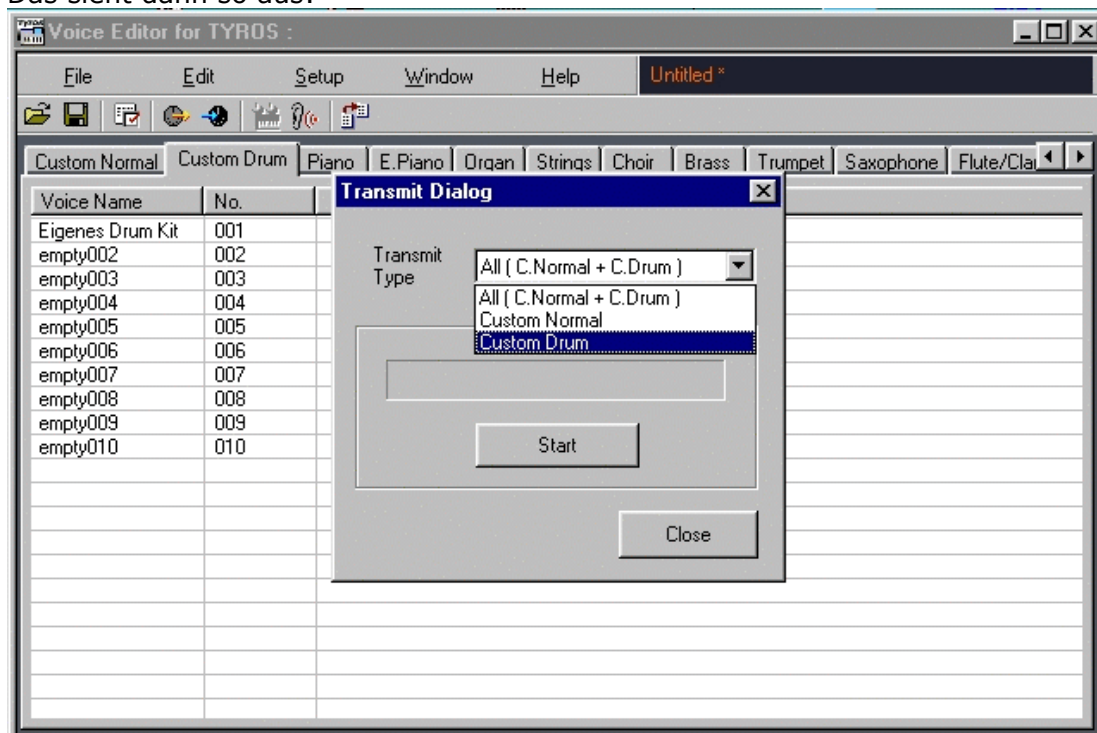 Das sieht dann so aus:
Voice Editor for TYROS :
File Edit Setup Window Help Untitled *
Custom Normal Custom Drum Piano E.Piano Organ Strings Choir Brass Trumpet Saxophone Flute/Cla
Voice Name No.
Eigenes Drum Kit 001
empty002 002
empty003 003
empty004 004
empty005 005
empty006 006
empty007 007
empty008 008
empty009 009
empty010 010
Transmit Dialog
Transmit Type
All ( C.Normal + C.Drum )
All ( C.Normal + C.Drum )
Custom Normal
Custom Drum
Start
Close